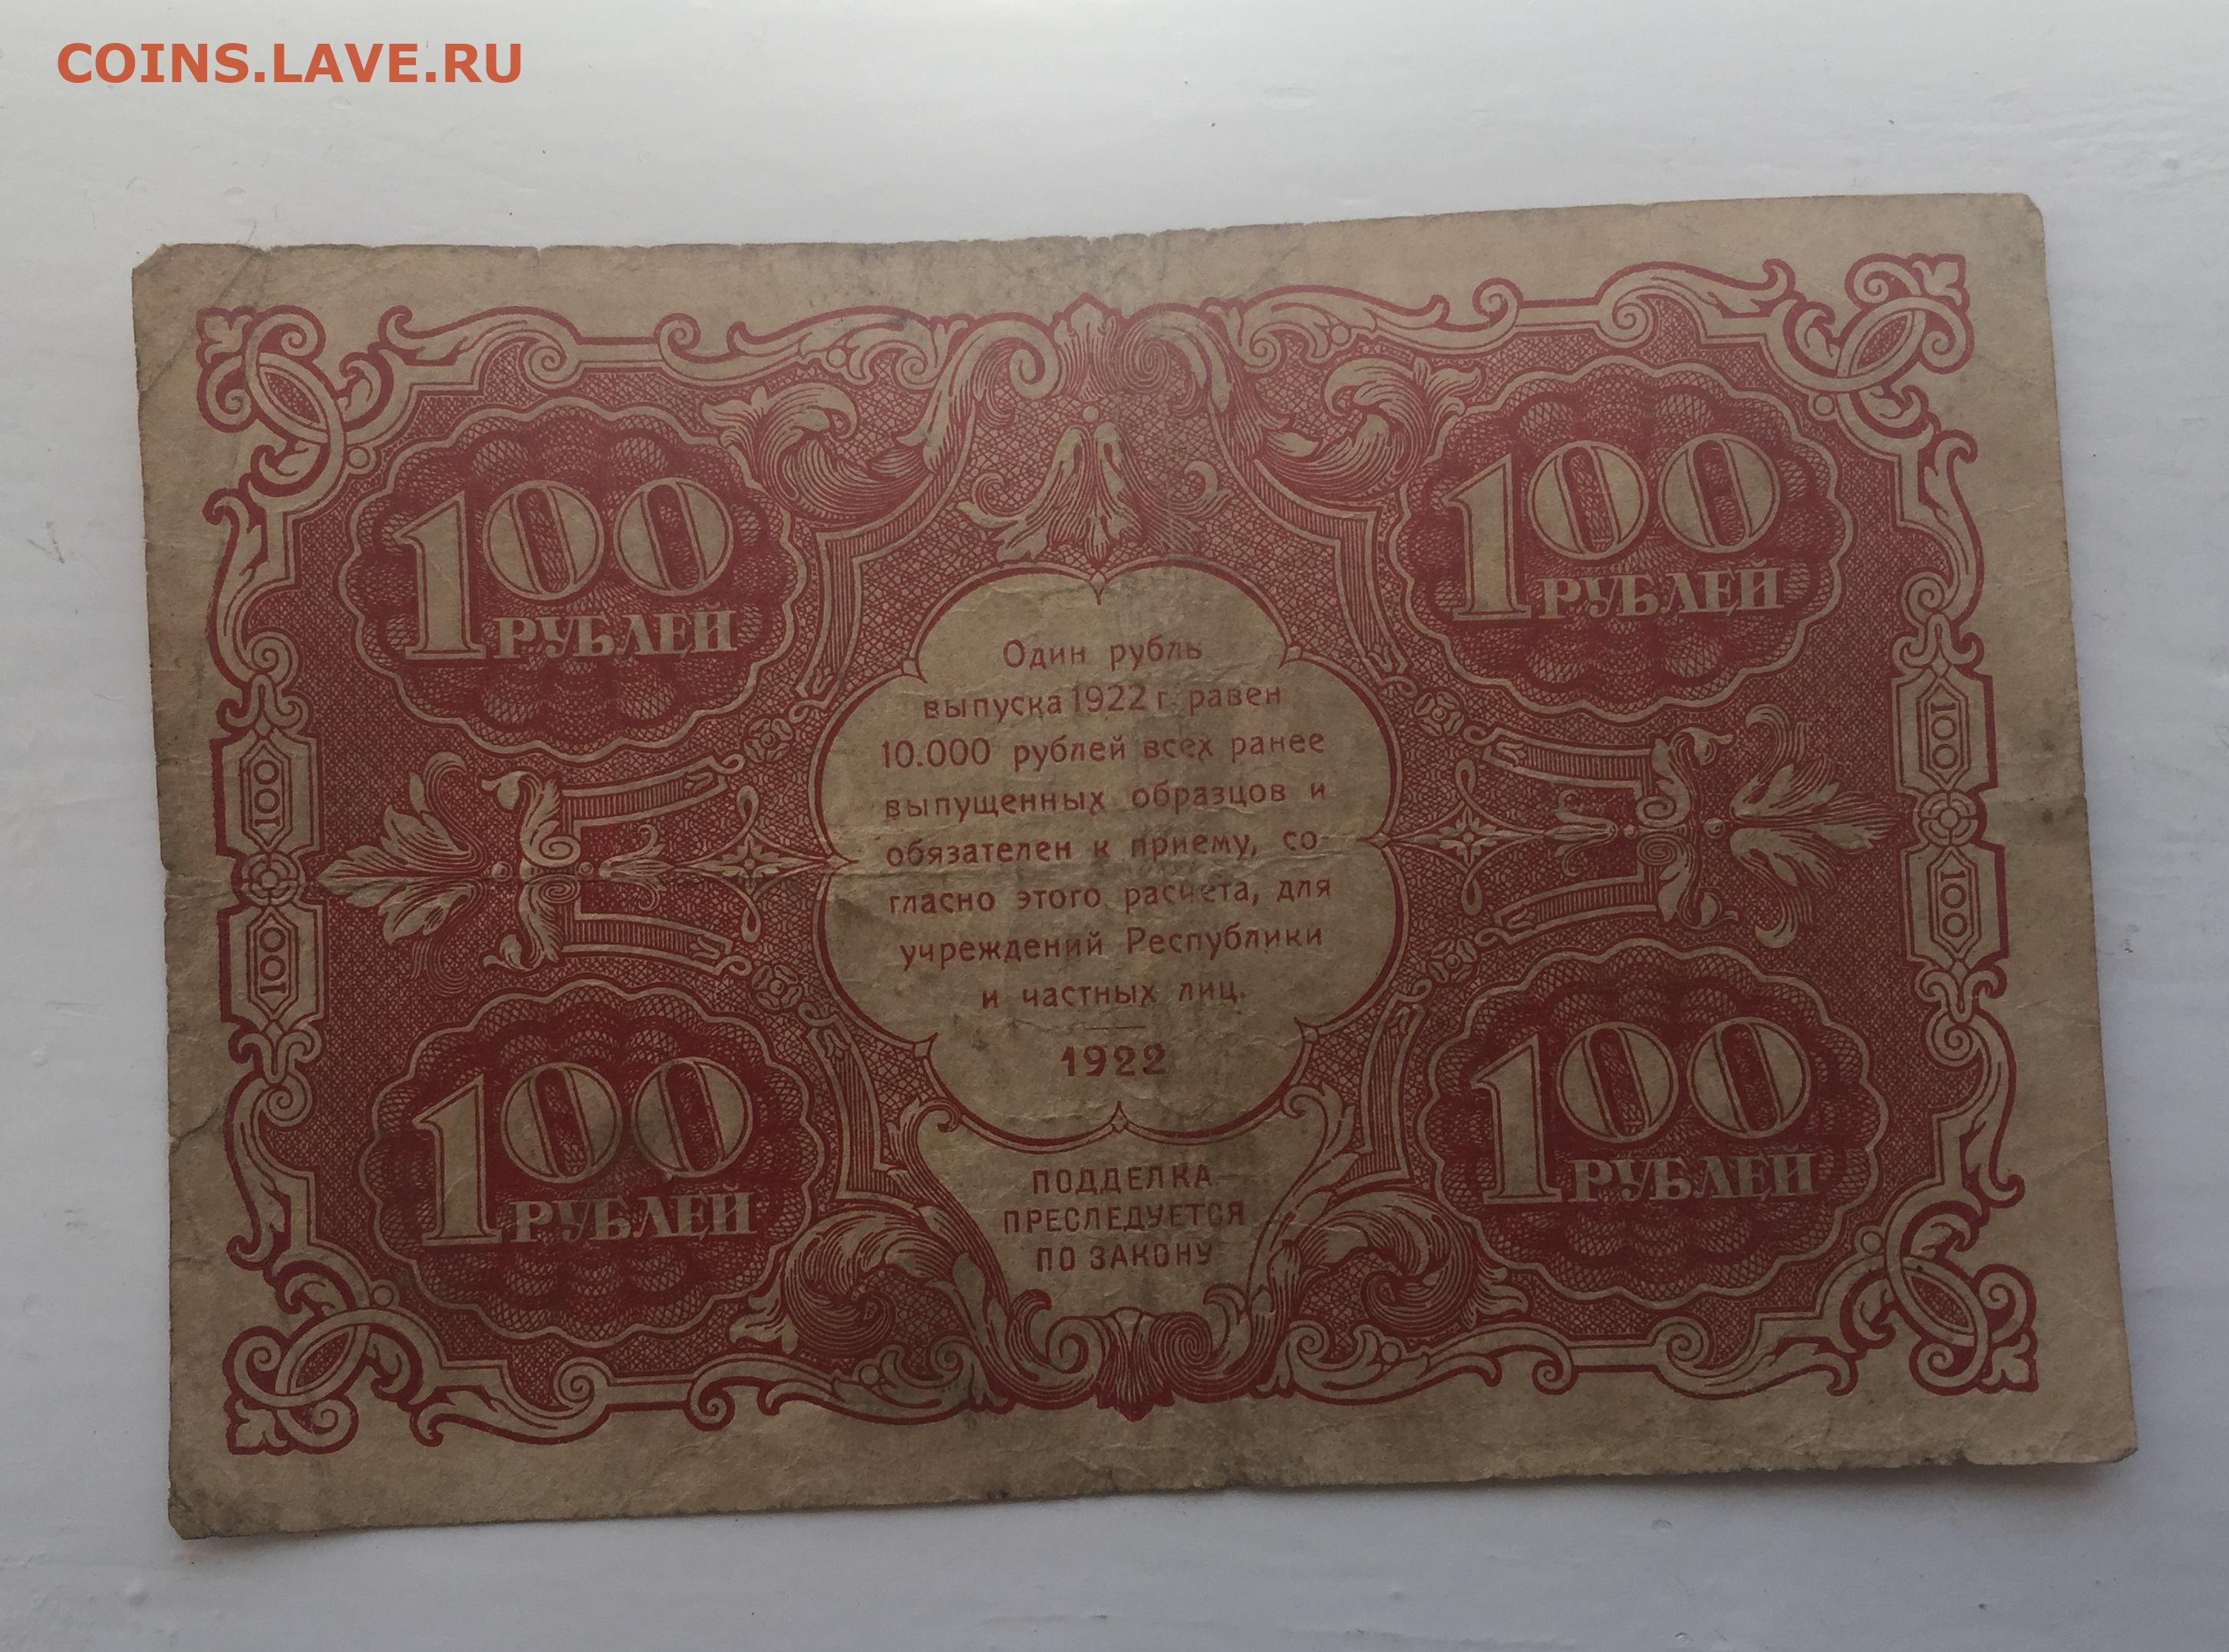 COINS.LAVE.RU
100
РУБЛЕЙ
100
РУБЛЕЙ
Один рубль
выпуска 1922 г. равен
10.000 рублей всех ранее
выпущенных образцов и
обязателен к приему, со-
гласно этого расчета, для
учреждений Республики
и частных лиц.
1922
100
100
100
100
100
РУБЛЕЙ
100
РУБЛЕЙ
ПОДДЕЛКА
ПРЕСЛЕДУЕТСЯ
ПО ЗАКОНУ